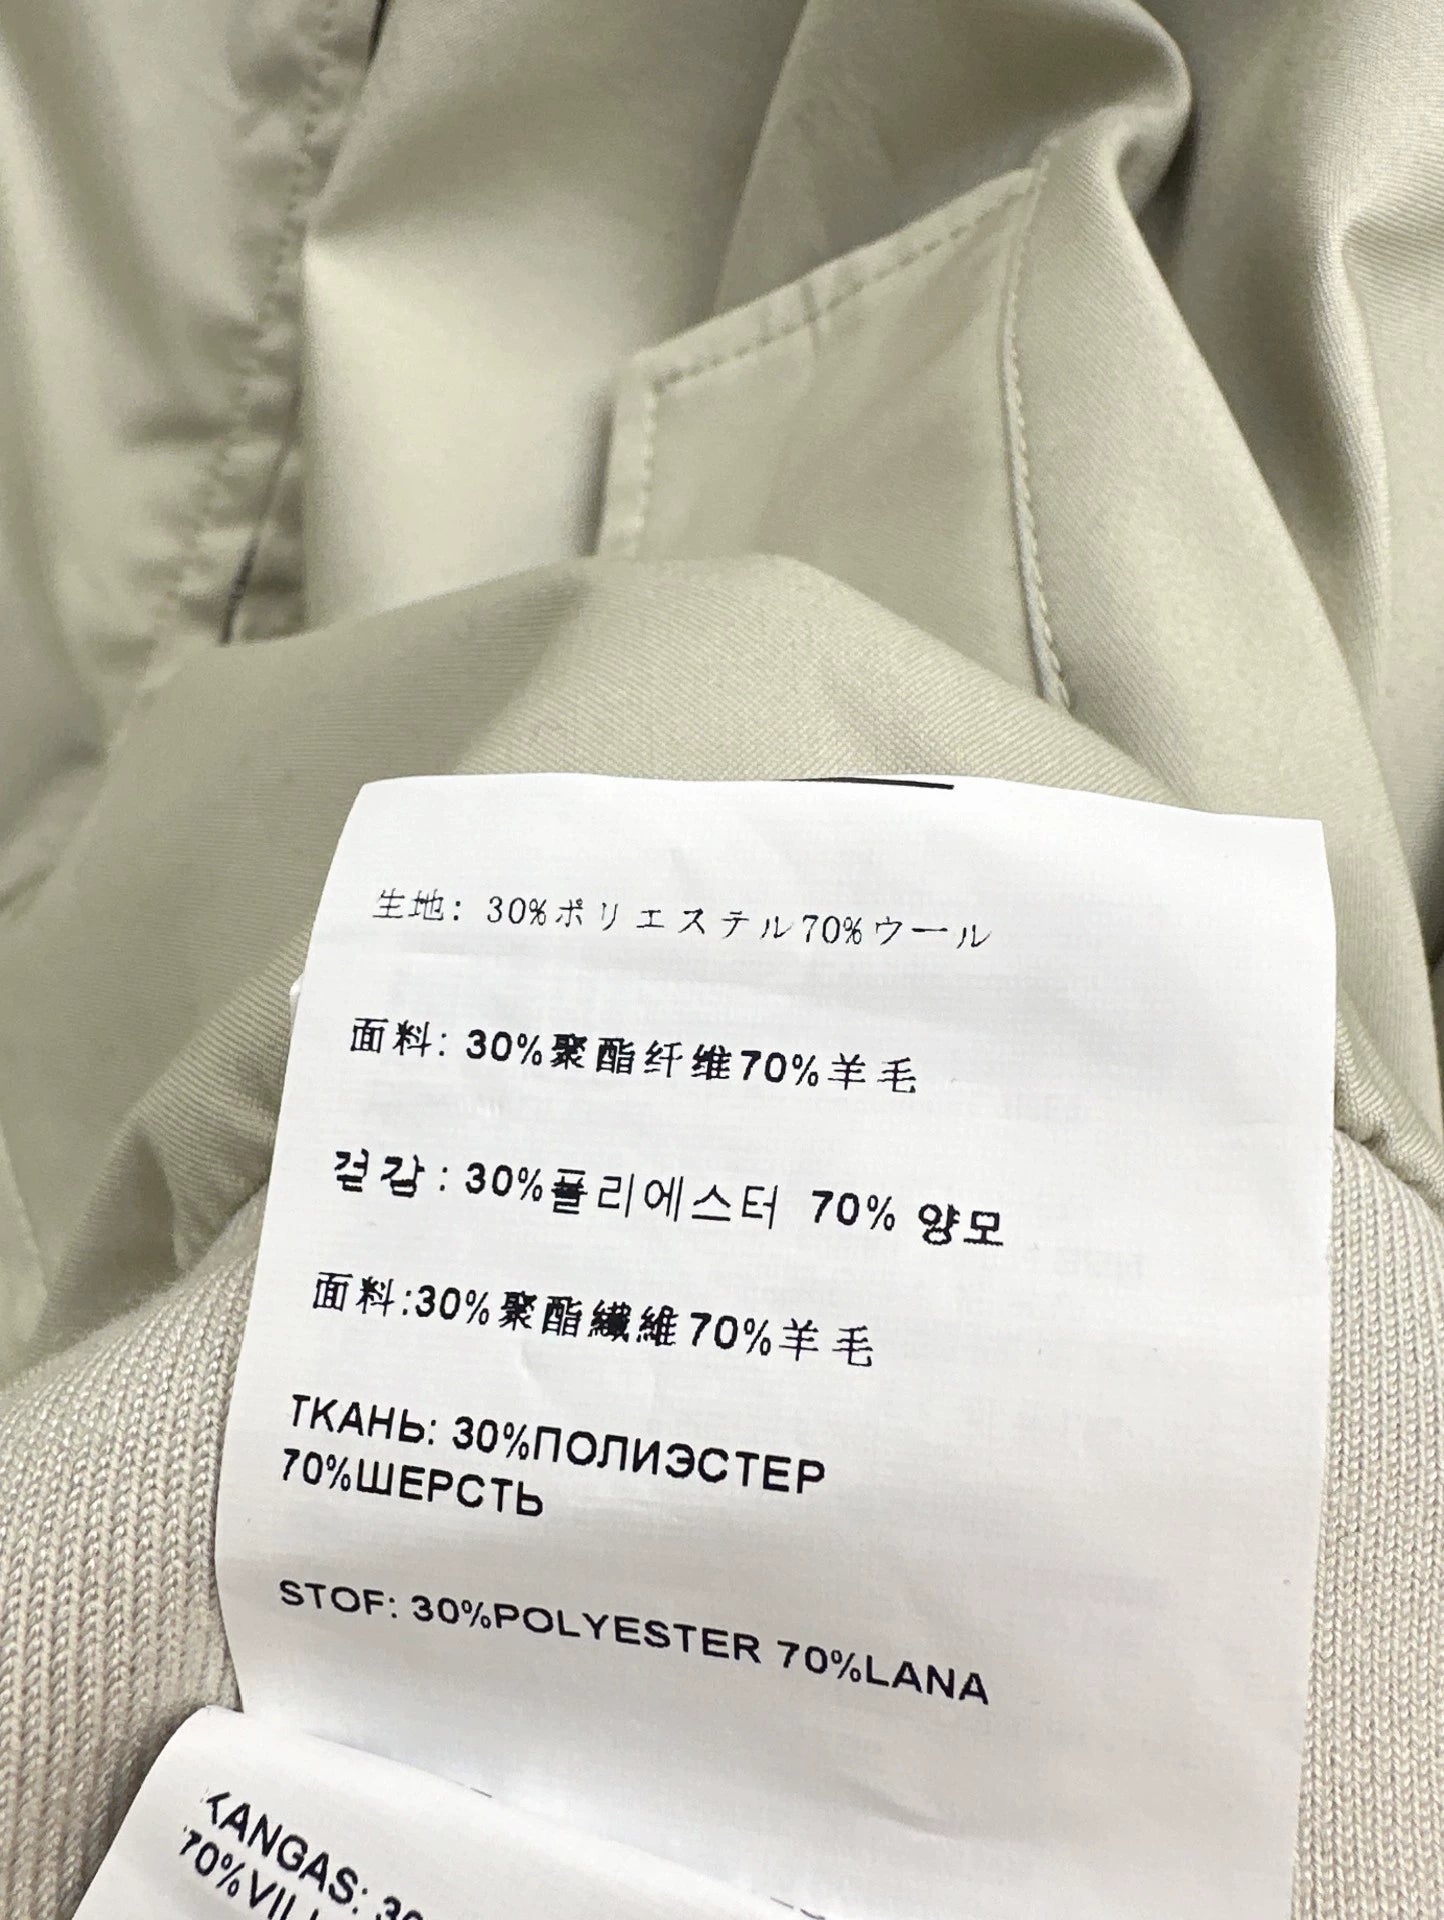 生地: 30%ポリエステル70%ウール
面料: 30%聚酯纤维70%羊毛
겉감: 30%폴리에스터 70% 양모
面料:30%聚酯纖維70%羊毛
ТКАНЬ: 30%ПОЛИЭСТЕР
70%ШЕРСТЬ
STOF: 30%POLYESTER 70%LANA
KANGAS: 30